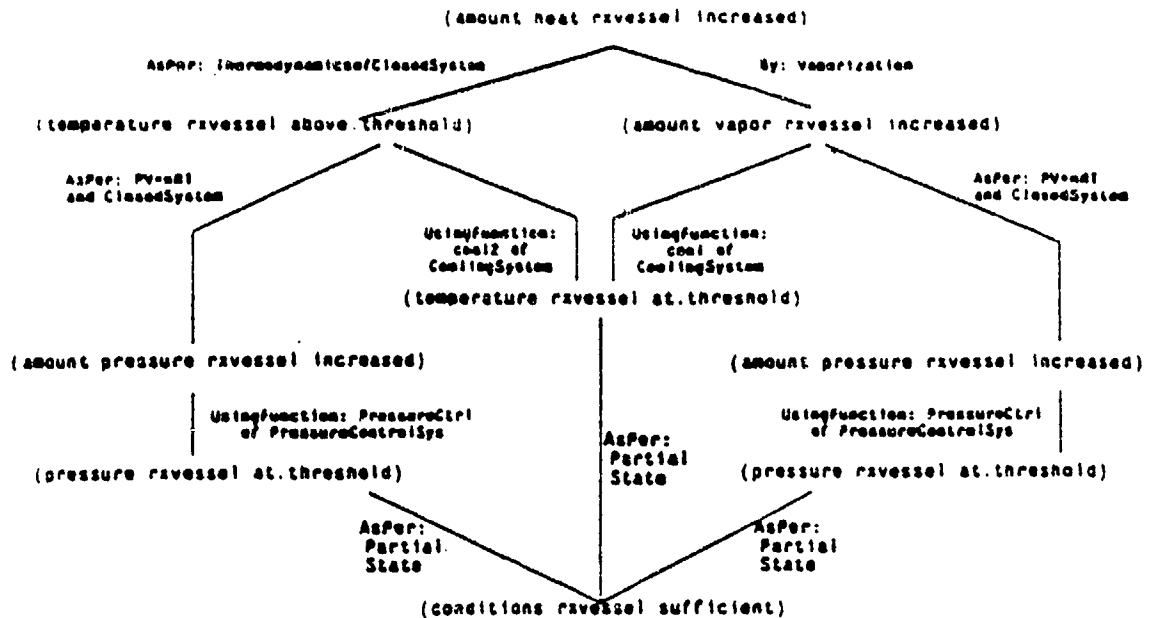 (amount heat rxvessel increased)
AsPer: ThermodynamicsofClosedSystem
By: Vaporization
(temperature rxvessel above.threshold)
(amount vapor rxvessel increased)
AsPer: PV=nRT
and ClosedSystem
AsPer: PV=nRT
and ClosedSystem
UsingFunction:
cool2 of
CoolingSystem
UsingFunction:
cool of
CoolingSystem
(temperature rxvessel at.threshold)
(amount pressure rxvessel increased)
(amount pressure rxvessel increased)
UsingFunction: PressureCtrl
of PressureControlSys
UsingFunction: PressureCtrl
of PressureControlSys
AsPer:
Partial
State
(pressure rxvessel at.threshold)
(pressure rxvessel at.threshold)
AsPer:
Partial
State
AsPer:
Partial
State
(conditions rxvessel sufficient)